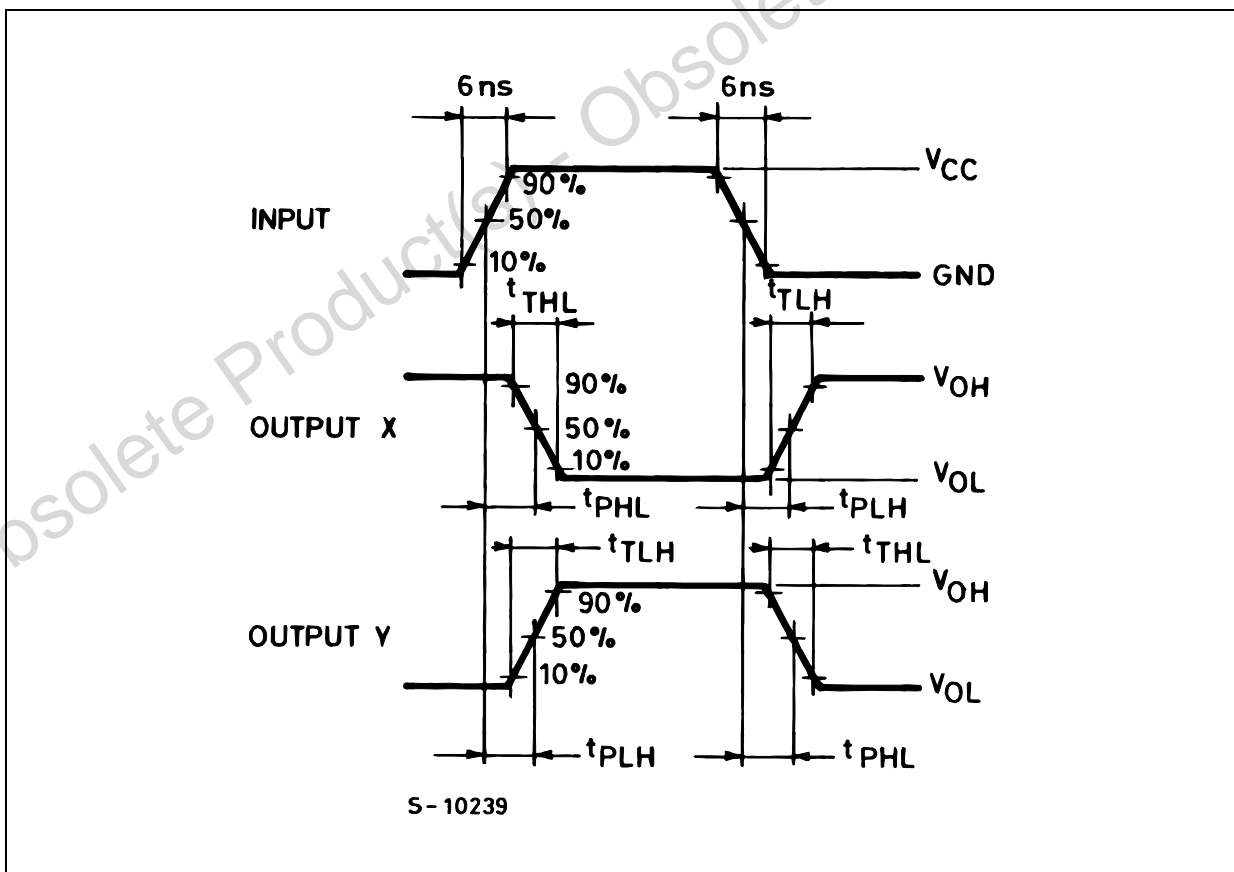 6ns 6ns
VCC
90%
INPUT 50%
10%
GND
tTHL tTLH
90% VOH
OUTPUT X 50%
10%
VOL
tPHL tPLH
tTLH tTHL
VOH
90%
OUTPUT Y 50%
10%
VOL
tPLH tPHL
S-10239
bsolete Product(s) - Obsolete